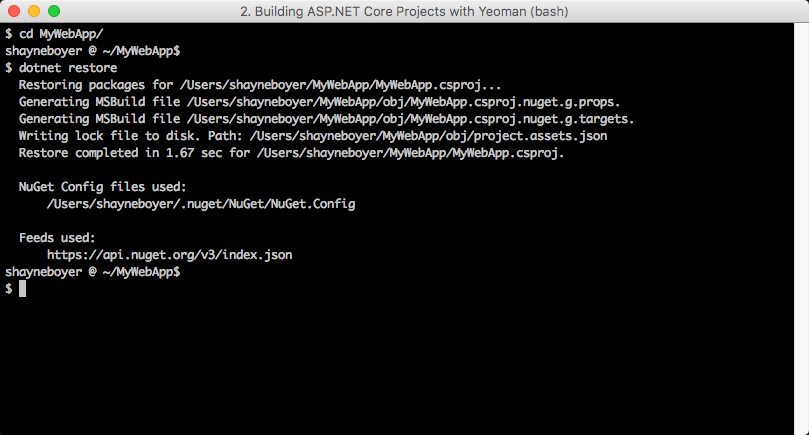 2. Building ASP.NET Core Projects with Yeoman (bash)
$ cd MyWebApp/
shayneboyer @ ~/MyWebApp$
$ dotnet restore
Restoring packages for /Users/shayneboyer/MyWebApp/MyWebApp.csproj...
Generating MSBuild file /Users/shayneboyer/MyWebApp/obj/MyWebApp.csproj.nuget.g.props.
Generating MSBuild file /Users/shayneboyer/MyWebApp/obj/MyWebApp.csproj.nuget.g.targets.
Writing lock file to disk. Path: /Users/shayneboyer/MyWebApp/obj/project.assets.json
Restore completed in 1.67 sec for /Users/shayneboyer/MyWebApp/MyWebApp.csproj.
NuGet Config files used:
/Users/shayneboyer/.nuget/NuGet/NuGet.Config
Feeds used:
https://api.nuget.org/v3/index.json
shayneboyer @ ~/MyWebApp$
$